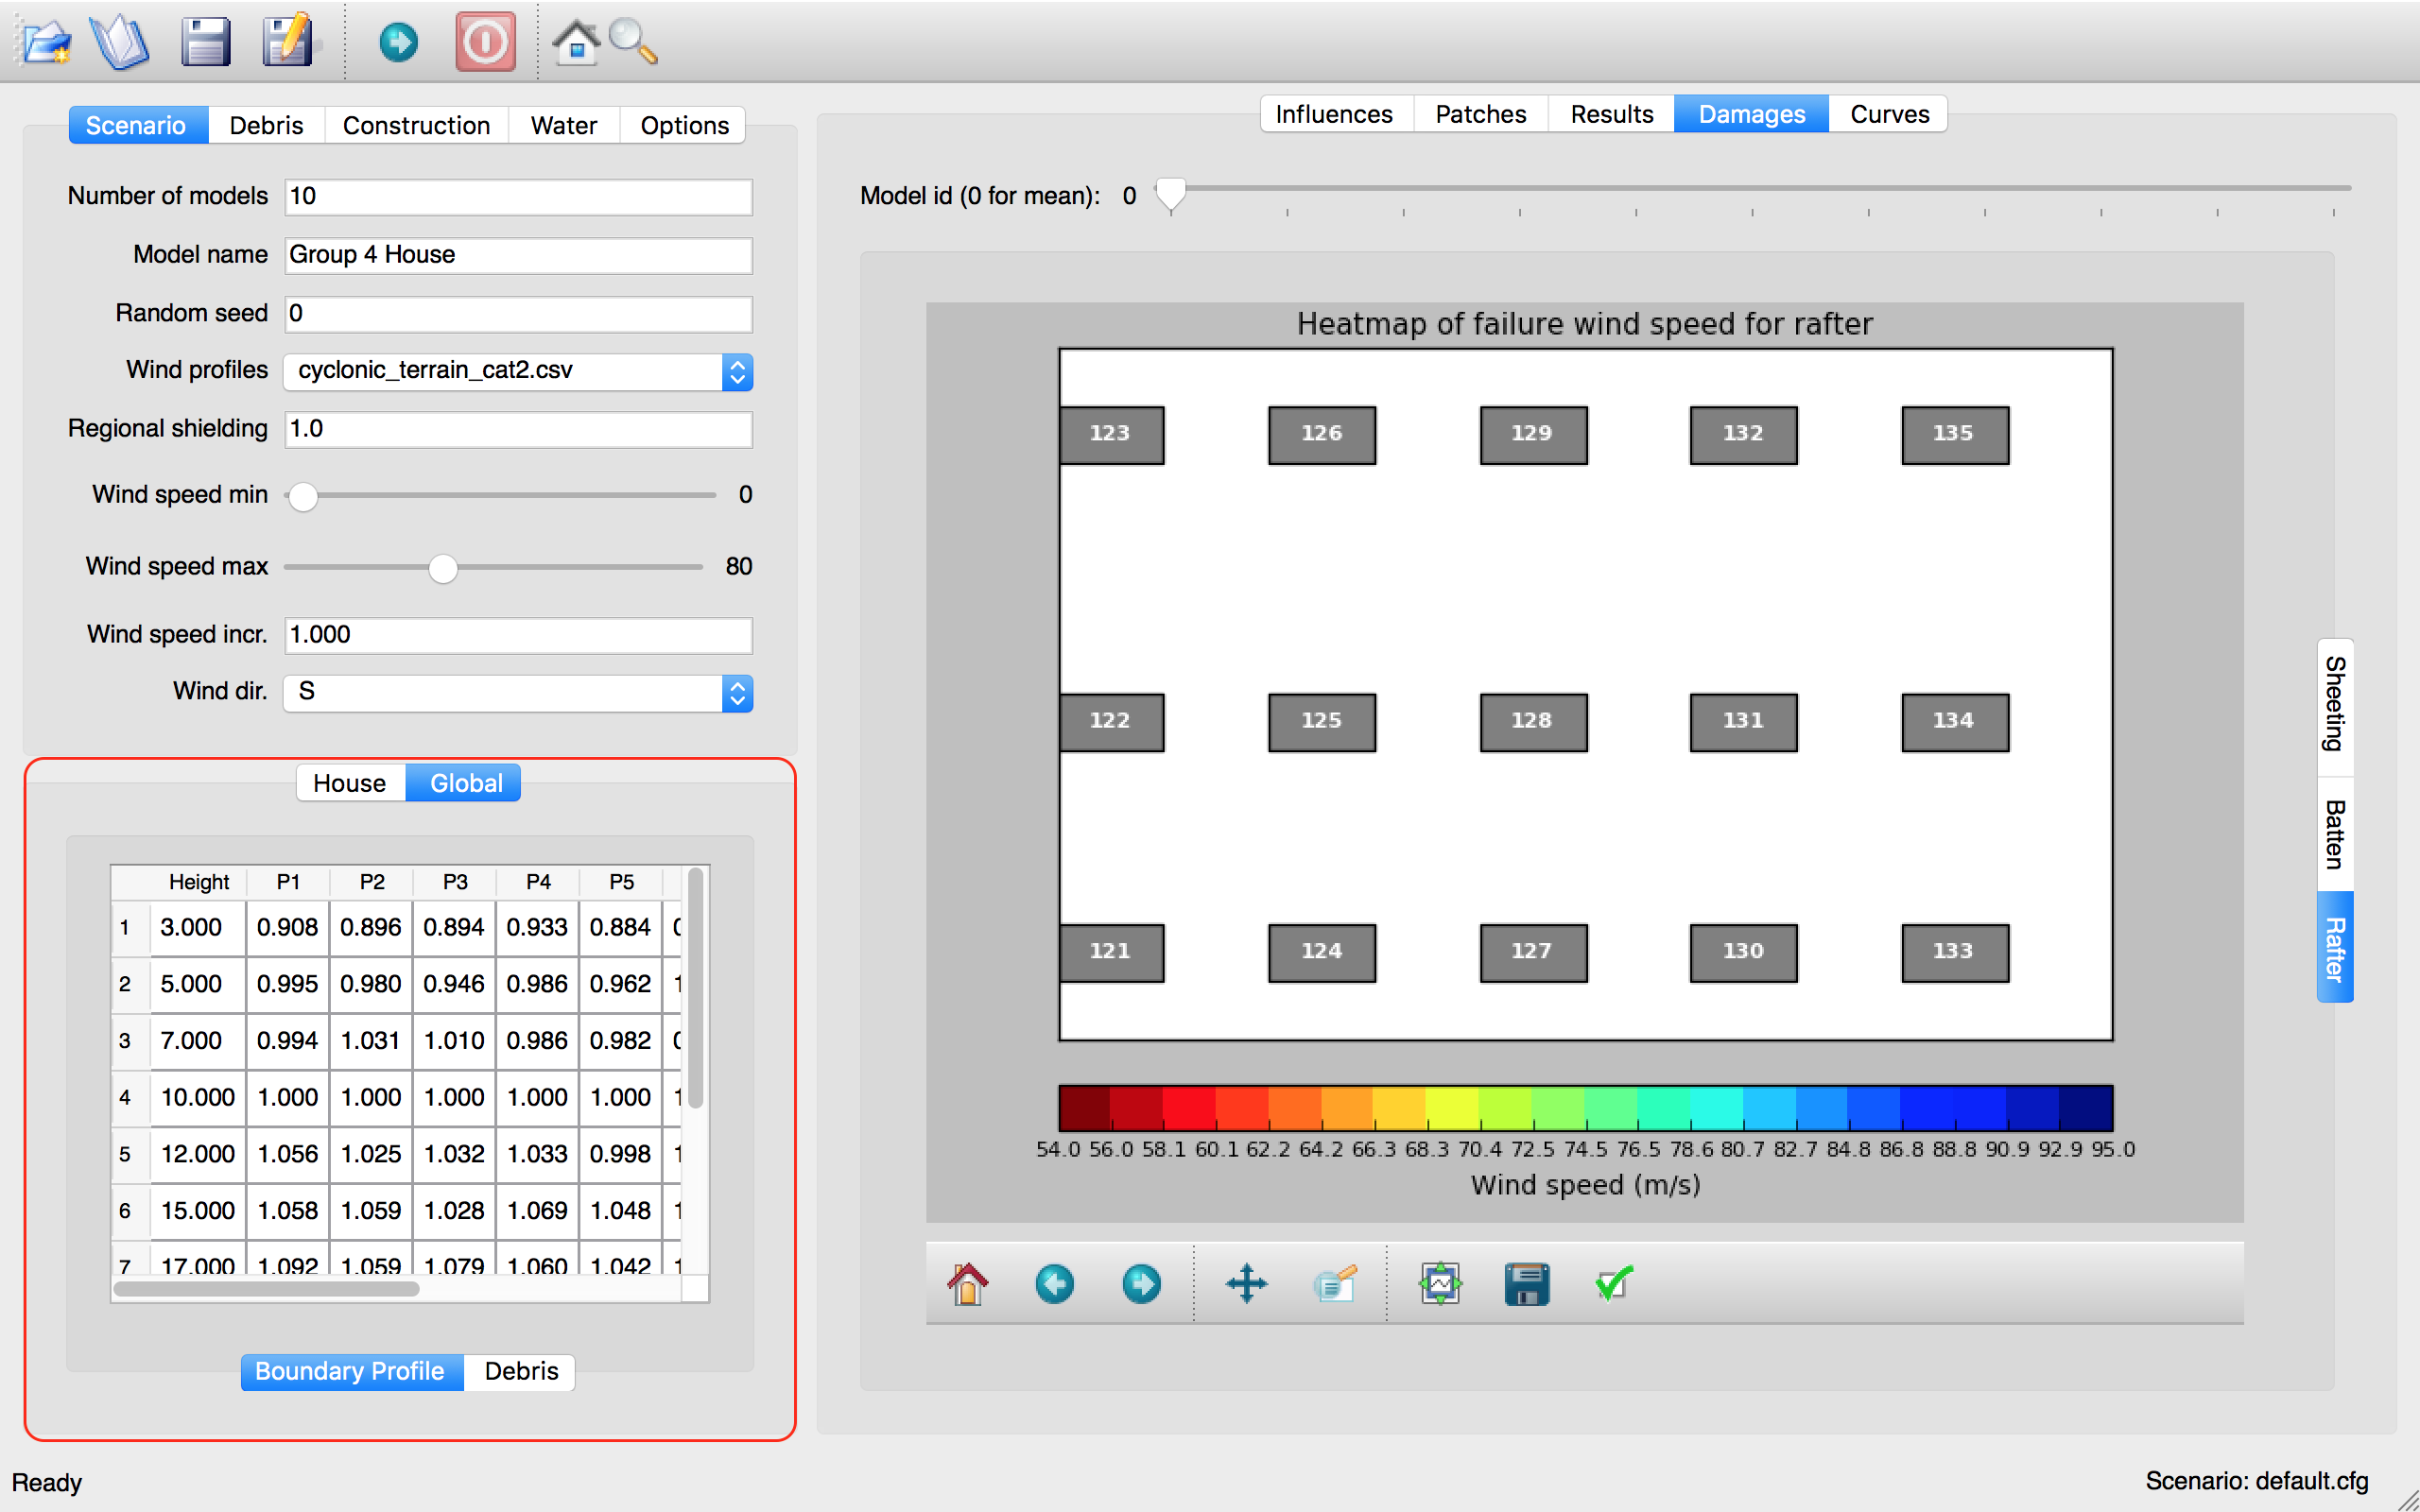 Scenario Debris Construction Water Options
Number of models 10
Model name Group 4 House
Random seed 0
Wind profiles cyclonic_terrain_cat2.csv
Regional shielding 1.0
Wind speed min 0
Wind speed max 80
Wind speed incr. 1.000
Wind dir. S
House Global
Height P1 P2 P3 P4 P5
1 3.000 0.908 0.896 0.894 0.933 0.884
2 5.000 0.995 0.980 0.946 0.986 0.962
3 7.000 0.994 1.031 1.010 0.986 0.982
4 10.000 1.000 1.000 1.000 1.000 1.000
5 12.000 1.056 1.025 1.032 1.033 0.998
6 15.000 1.058 1.059 1.028 1.069 1.048
7 17.000 1.092 1.059 1.079 1.060 1.042
Boundary Profile Debris
Influences Patches Results Damages Curves
Model id (0 for mean): 0
Heatmap of failure wind speed for rafter
123 126 129 132 135
122 125 128 131 134
121 124 127 130 133
54.0 56.0 58.1 60.1 62.2 64.2 66.3 68.3 70.4 72.5 74.5 76.5 78.6 80.7 82.7 84.8 86.8 88.8 90.9 92.9 95.0
Wind speed (m/s)
Sheeting
Batten
Rafter
Ready
Scenario: default.cfg